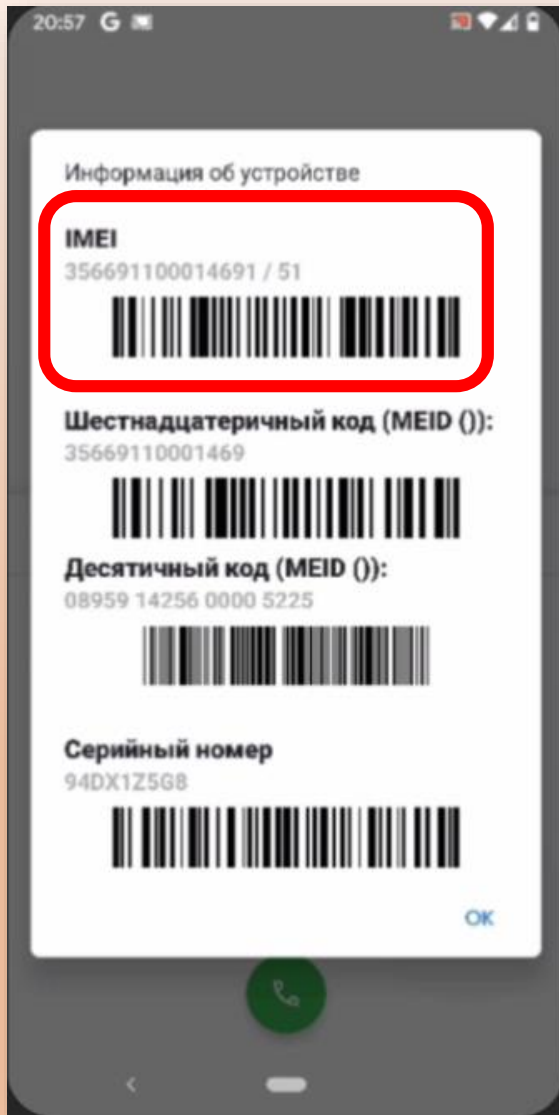 20:57 G
Информация об устройстве
IMEI
356691100014691 / 51
Шестнадцатеричный код (MEID ()):
35669110001469
Десятичный код (MEID ()):
08959 14256 0000 5225
Серийный номер
94DX1Z5G8
ОК